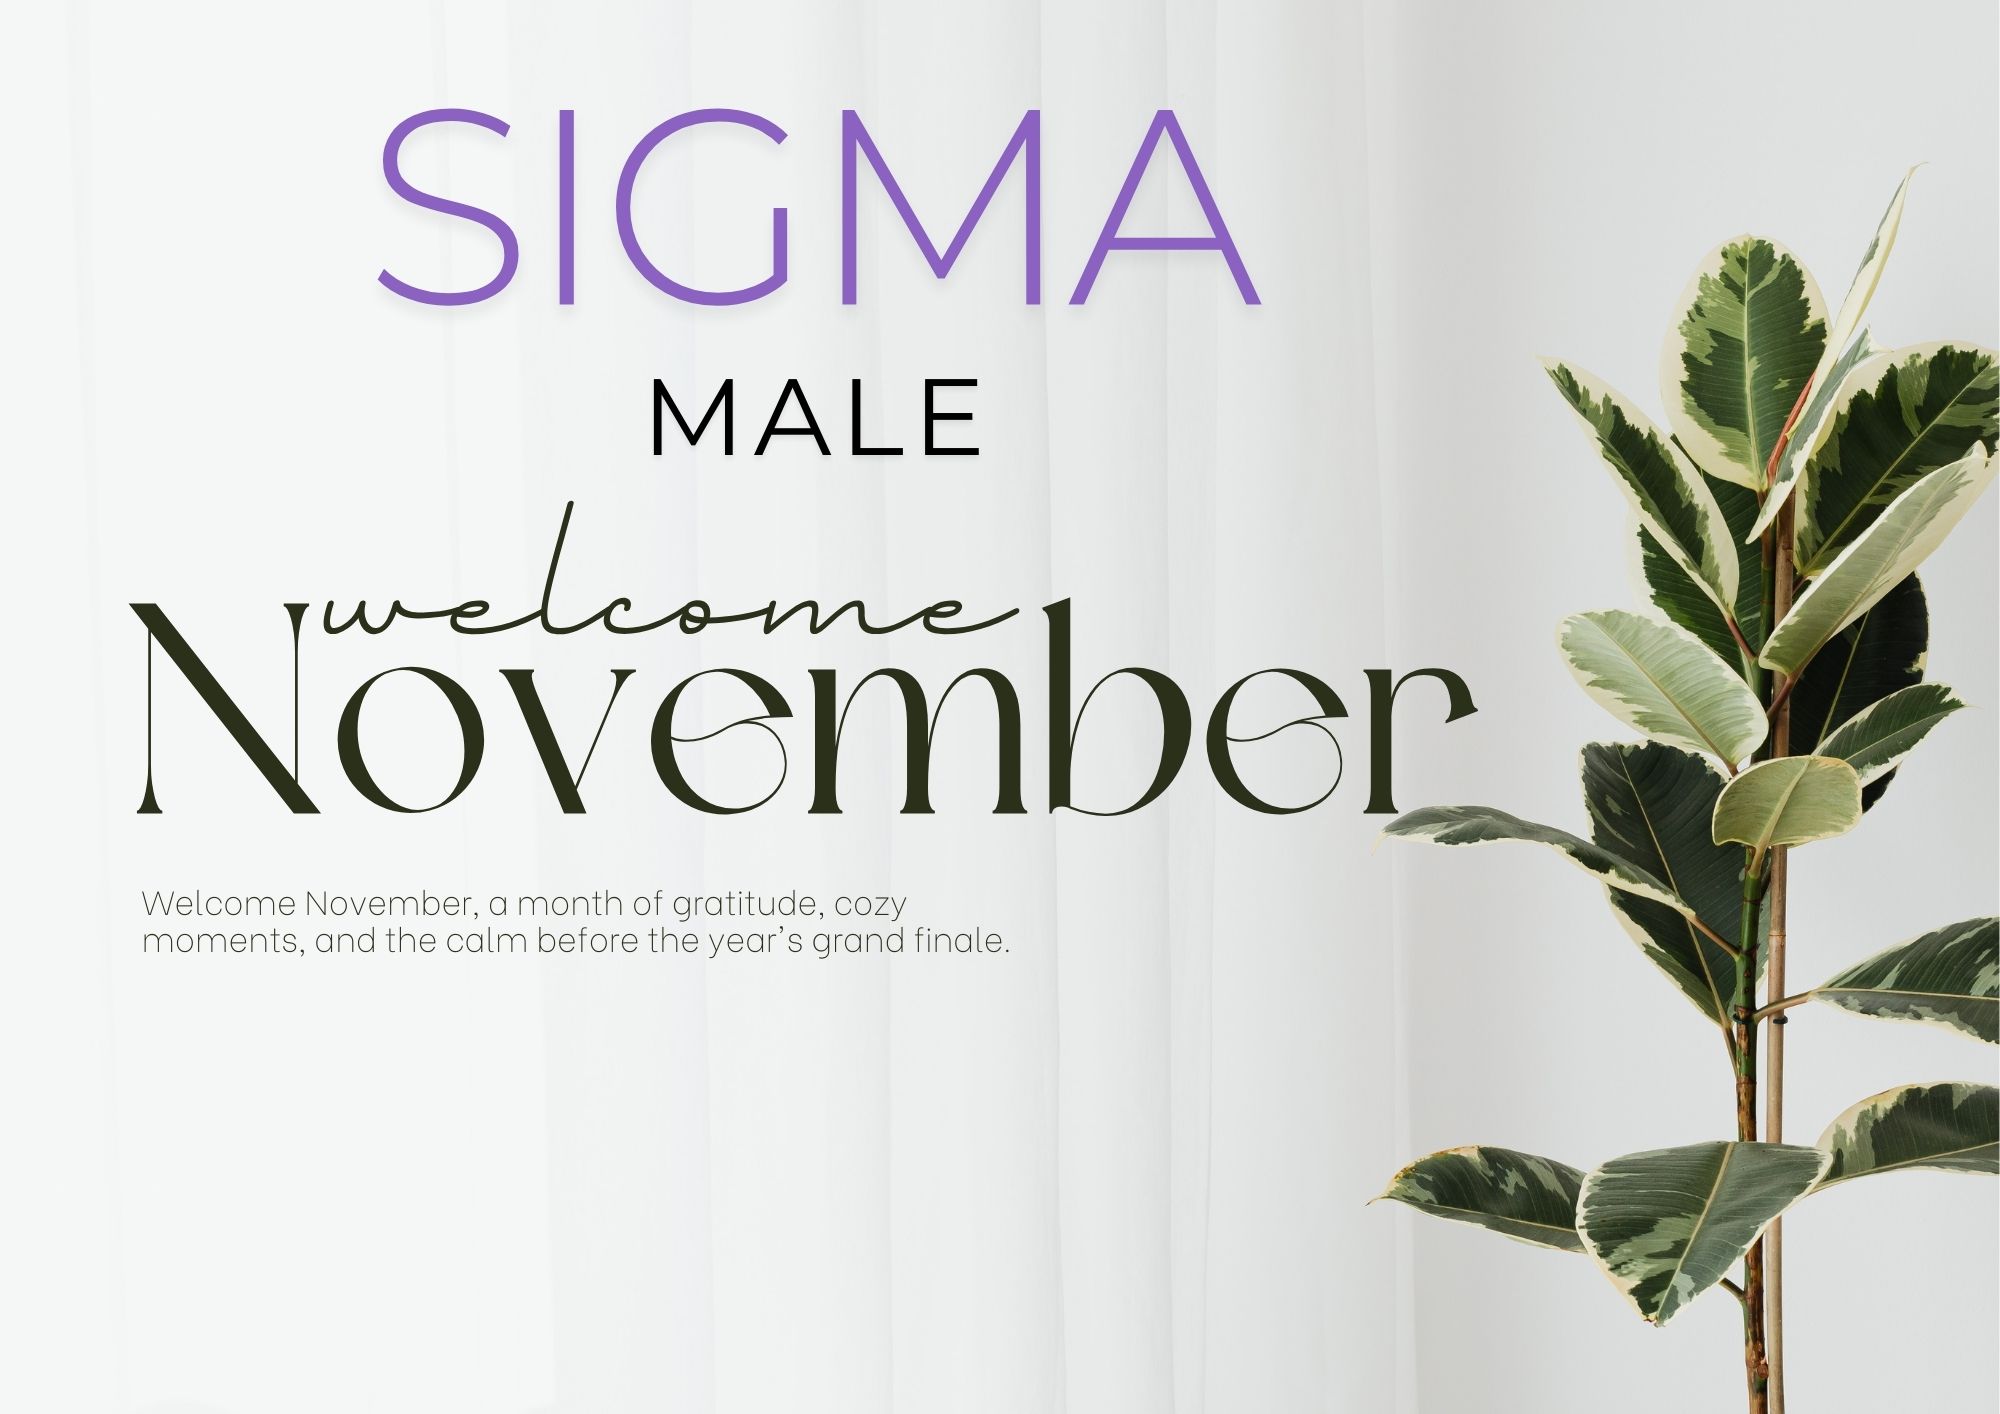 SIGMA
MALE
welcome
November
Welcome November, a month of gratitude, cozy
moments, and the calm before the year's grand finale.